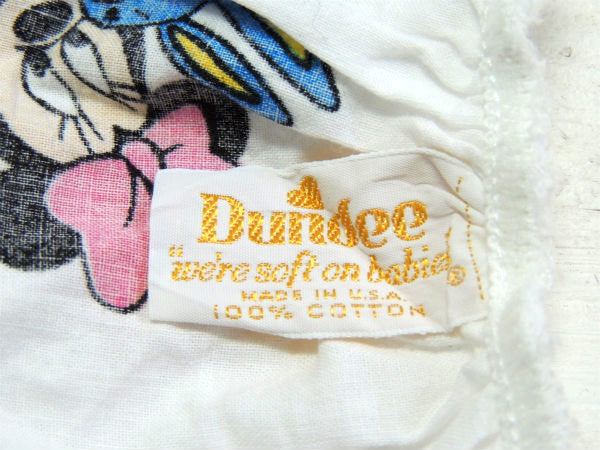 Dundee
"we're soft on babies"®
MADE IN U.S.A.
100% COTTON